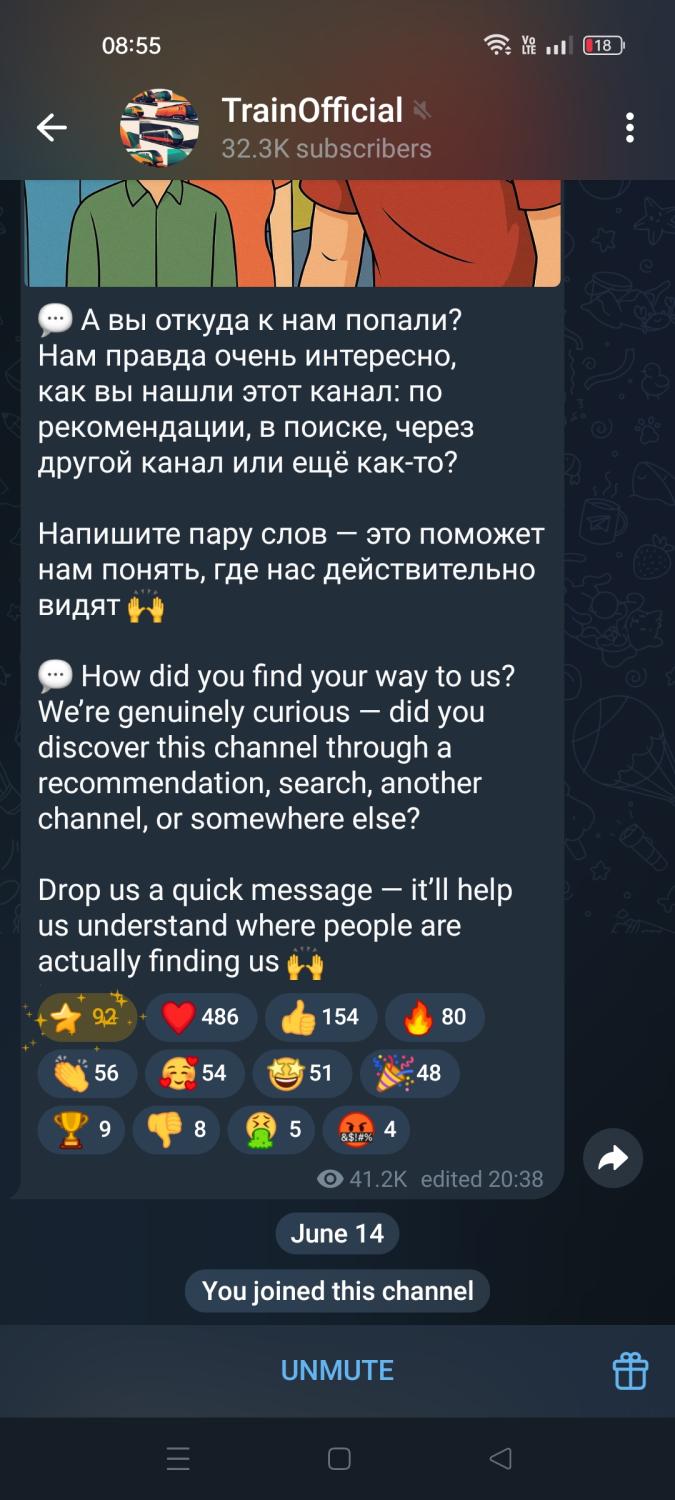 08:55
Vo
LTE
18
TrainOfficial
32.3K subscribers
💬 А вы откуда к нам попали?
Нам правда очень интересно,
как вы нашли этот канал: по
рекомендации, в поиске, через
другой канал или ещё как-то?
Напишите пару слов — это поможет
нам понять, где нас действительно
видят 🙌
💬 How did you find your way to us?
We're genuinely curious — did you
discover this channel through a
recommendation, search, another
channel, or somewhere else?
Drop us a quick message — it'll help
us understand where people are
actually finding us 🙌
⭐ 92 ❤️ 486 👍 154 🔥 80
👏 56 🥰 54 🤩 51 🎉 48
🏆 9 👎 8 🤮 5 🤬 4
41.2K edited 20:38
June 14
You joined this channel
UNMUTE